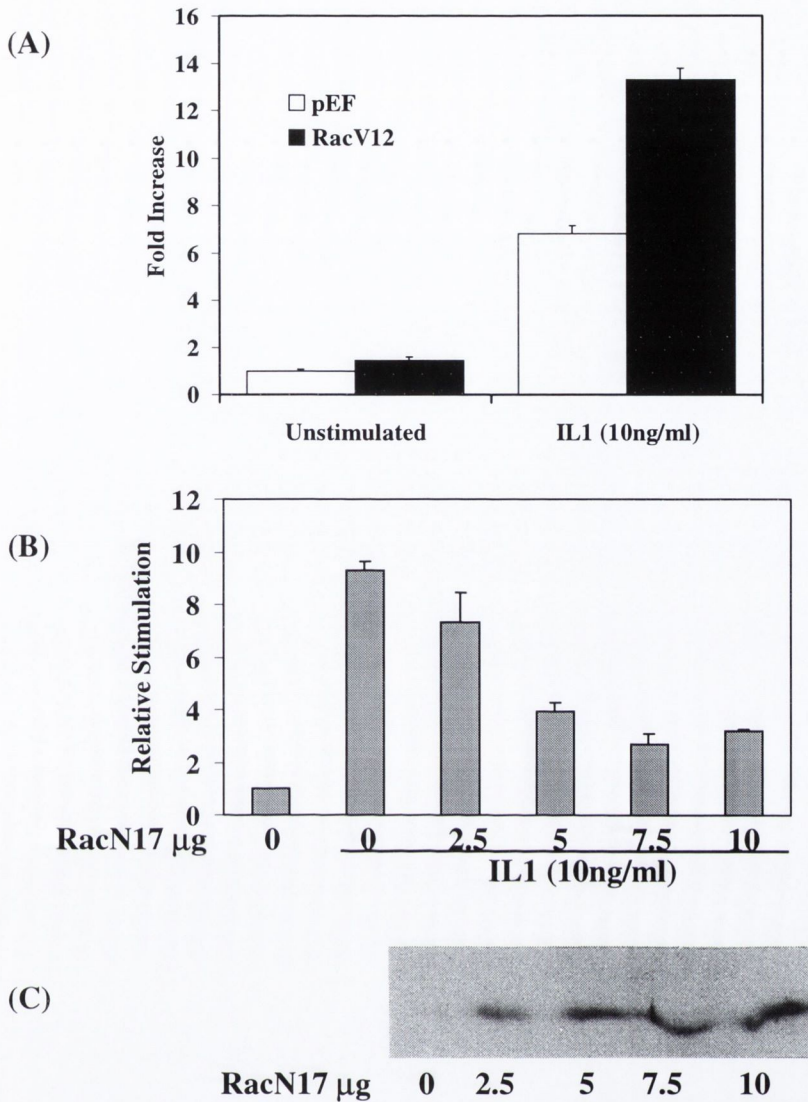 (A)
16
14
12
10
8
6
4
2
0
Fold Increase
pEF
RacV12
Unstimulated IL1 (10ng/ml)
(B)
12
10
8
6
4
2
0
Relative Stimulation
RacN17 µg 0 0 2.5 5 7.5 10
IL1 (10ng/ml)
(C)
RacN17 µg 0 2.5 5 7.5 10